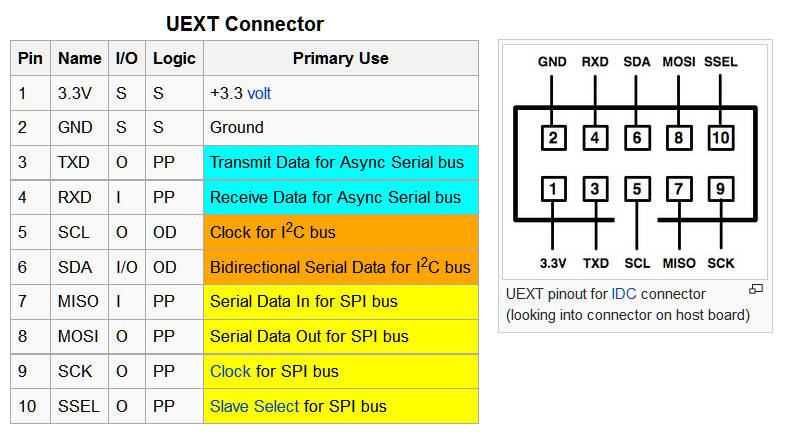 UEXT Connector
Pin Name I/O Logic Primary Use
1 3.3V S S +3.3 volt
2 GND S S Ground
3 TXD O PP Transmit Data for Async Serial bus
4 RXD I PP Receive Data for Async Serial bus
5 SCL O OD Clock for I²C bus
6 SDA I/O OD Bidirectional Serial Data for I²C bus
7 MISO I PP Serial Data In for SPI bus
8 MOSI O PP Serial Data Out for SPI bus
9 SCK O PP Clock for SPI bus
10 SSEL O PP Slave Select for SPI bus
GND RXD SDA MOSI SSEL
2 4 6 8 10
1 3 5 7 9
3.3V TXD SCL MISO SCK
UEXT pinout for IDC connector
(looking into connector on host board)